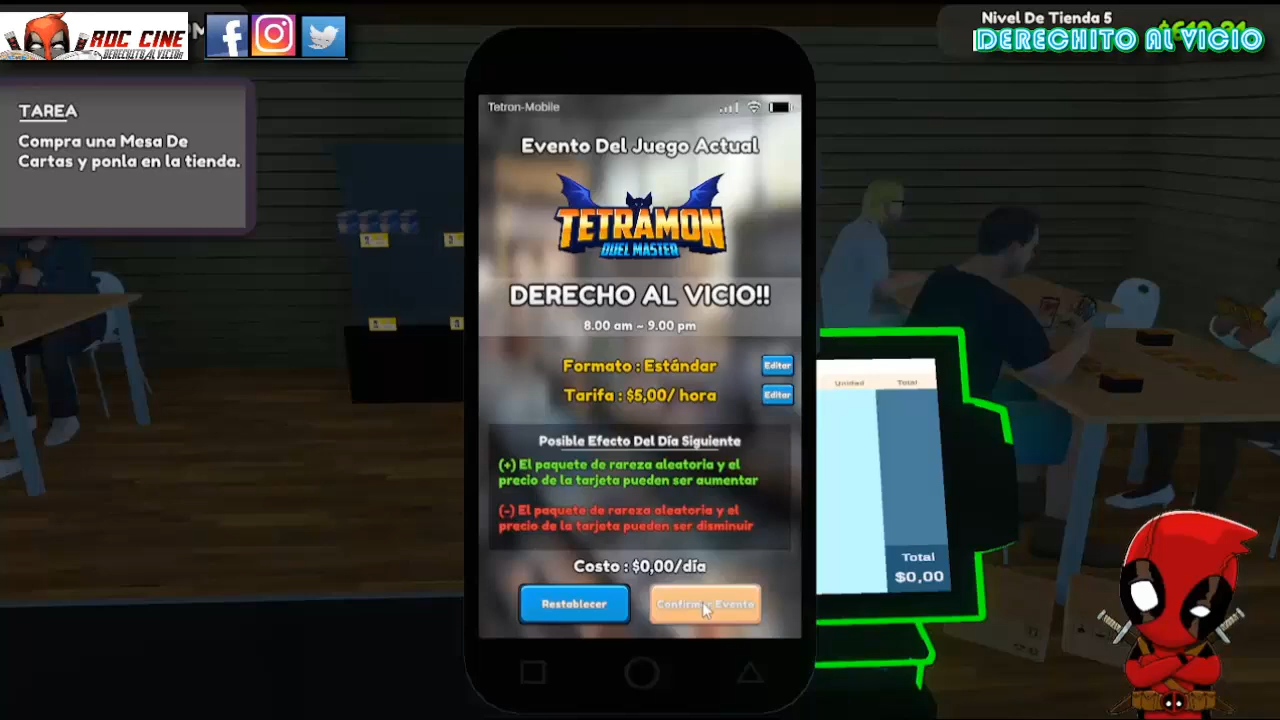 RDC CINE
DERECHITO AL VICIO
Nivel De Tienda 5
DERECHITO AL VICIO
TAREA
Compra una Mesa De
Cartas y ponla en la tienda.
Tetron-Mobile
Evento Del Juego Actual
TETRAMON
DUEL MASTER
DERECHO AL VICIO!!
8.00 am ~ 9.00 pm
Formato : Estándar
Editar
Tarifa : $5,00/ hora
Editar
Posible Efecto Del Día Siguiente
(+) El paquete de rareza aleatoria y el
precio de la tarjeta pueden ser aumentar
(-) El paquete de rareza aleatoria y el
precio de la tarjeta pueden ser disminuir
Costo : $0,00/día
Restablecer
Confirmar Evento
Unidad
Total
Total
$0,00